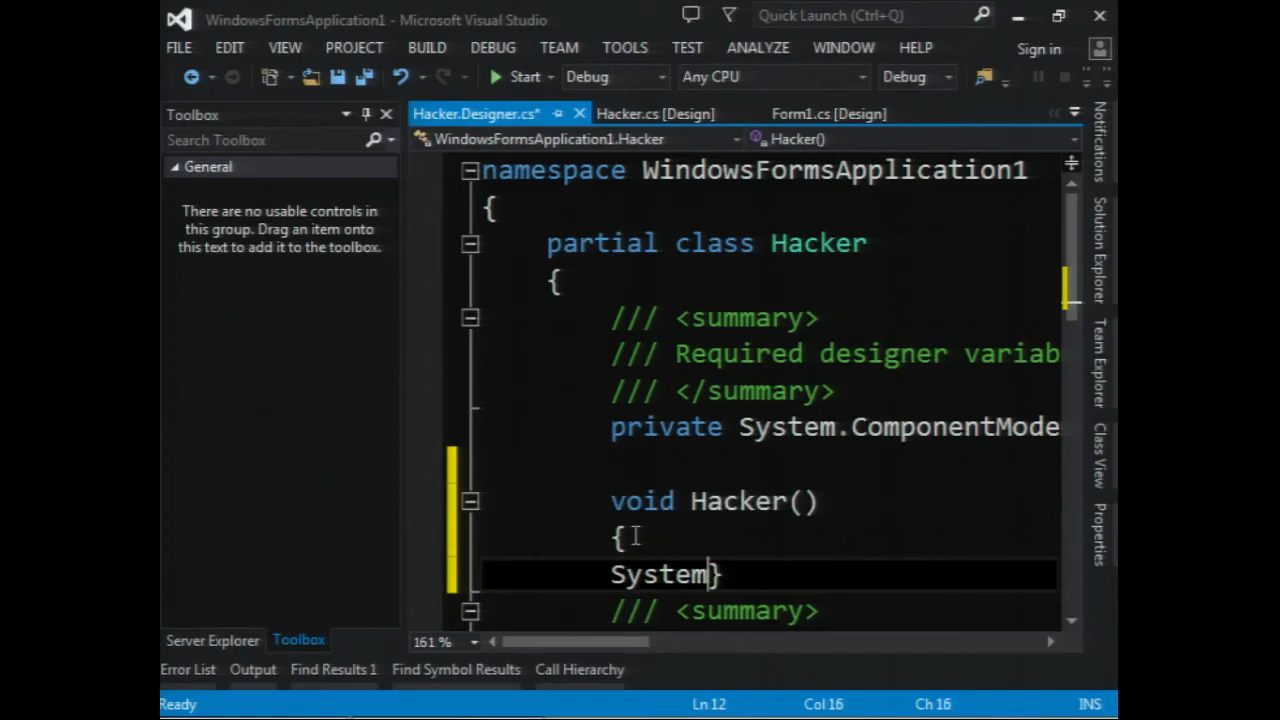 WindowsFormsApplication1 - Microsoft Visual Studio
Quick Launch (Ctrl+Q)
FILE EDIT VIEW PROJECT BUILD DEBUG TEAM TOOLS TEST ANALYZE WINDOW HELP Sign in
Start Debug Any CPU Debug
Toolbox
Search Toolbox
General
There are no usable controls in
this group. Drag an item onto
this text to add it to the toolbox.
Server Explorer Toolbox
Hacker.Designer.cs* Hacker.cs [Design] Form1.cs [Design]
WindowsFormsApplication1.Hacker Hacker()
namespace WindowsFormsApplication1
{
partial class Hacker
{
/// <summary>
/// Required designer variab
/// </summary>
private System.ComponentMode
void Hacker()
{
System}
/// <summary>
161 %
Notifications
Solution Explorer
Team Explorer
Class View
Properties
Error List Output Find Results 1 Find Symbol Results Call Hierarchy
Ready Ln 12 Col 16 Ch 16 INS